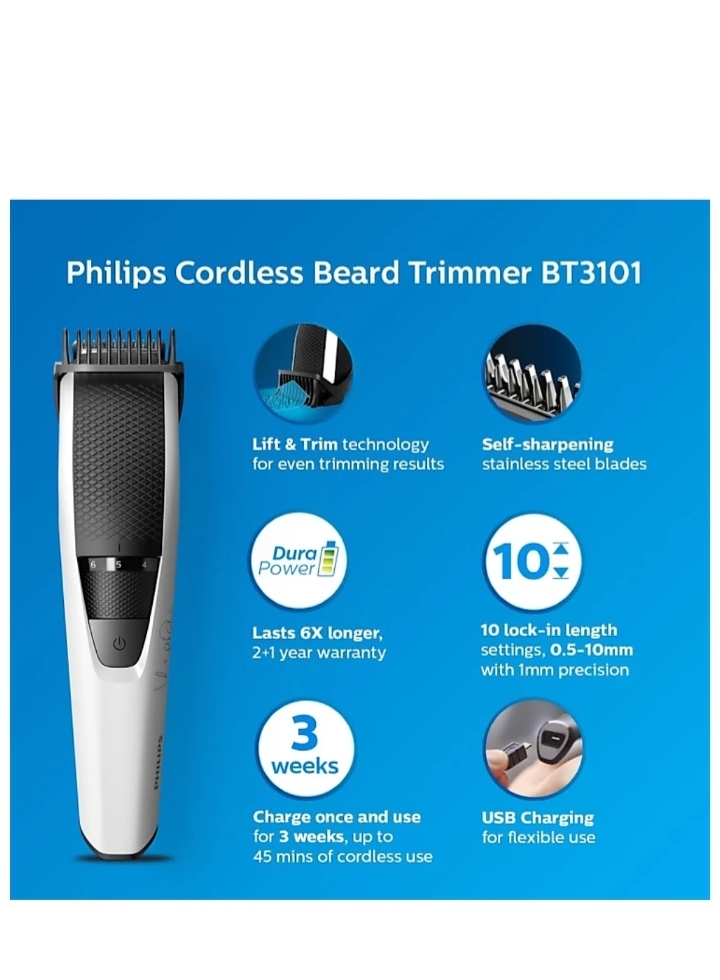 Philips Cordless Beard Trimmer BT3101
Lift & Trim technology
for even trimming results
Self-sharpening
stainless steel blades
6 5 4
PHILIPS
Dura
Power
Lasts 6X longer,
2+1 year warranty
10
10 lock-in length
settings, 0.5-10mm
with 1mm precision
3
weeks
Charge once and use
for 3 weeks, up to
45 mins of cordless use
USB Charging
for flexible use